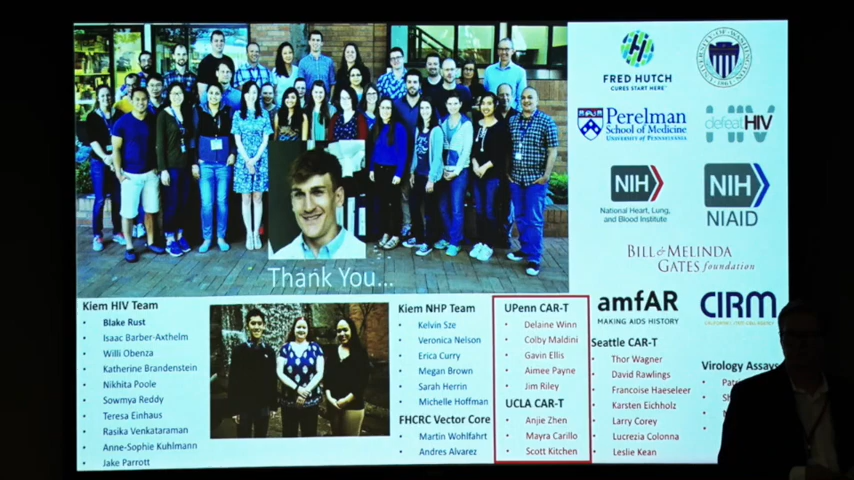 FRED HUTCH
CURES START HERE
UNIVERSITY OF WASHINGTON
1861
Perelman
School of Medicine
UNIVERSITY OF PENNSYLVANIA
defeatHIV
NIH
National Heart, Lung,
and Blood Institute
NIH
NIAID
BILL & MELINDA
GATES foundation
amfAR
MAKING AIDS HISTORY
CIRM
Thank You...
Kiem HIV Team
• Blake Rust
• Isaac Barber-Axthelm
• Willi Obenza
• Katherine Brandenstein
• Nikhita Poole
• Sowmya Reddy
• Teresa Einhaus
• Rasika Venkataraman
• Anne-Sophie Kuhlmann
• Jake Parrott
Kiem NHP Team
• Kelvin Sze
• Veronica Nelson
• Erica Curry
• Megan Brown
• Sarah Herrin
• Michelle Hoffman
FHCRC Vector Core
• Martin Wohlfahrt
• Andres Alvarez
UPenn CAR-T
• Delaine Winn
• Colby Maldini
• Gavin Ellis
• Aimee Payne
• Jim Riley
UCLA CAR-T
• Anjie Zhen
• Mayra Carillo
• Scott Kitchen
Seattle CAR-T
• Thor Wagner
• David Rawlings
• Francoise Haeseleer
• Karsten Eichholz
• Larry Corey
• Lucrezia Colonna
• Leslie Kean
Virology Assays